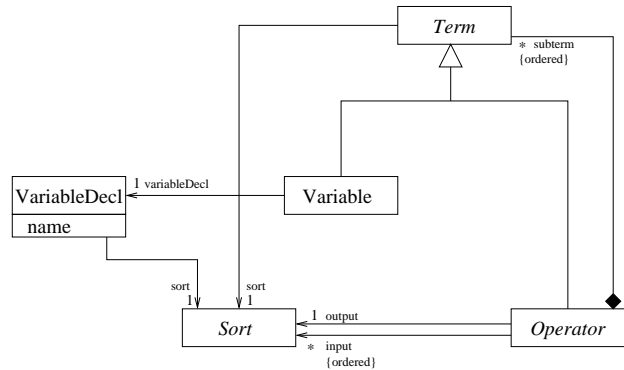 Term
* subterm
{ordered}
1 variableDecl
VariableDecl
name
Variable
sort
1
sort
1
Sort
1 output
* input
{ordered}
Operator